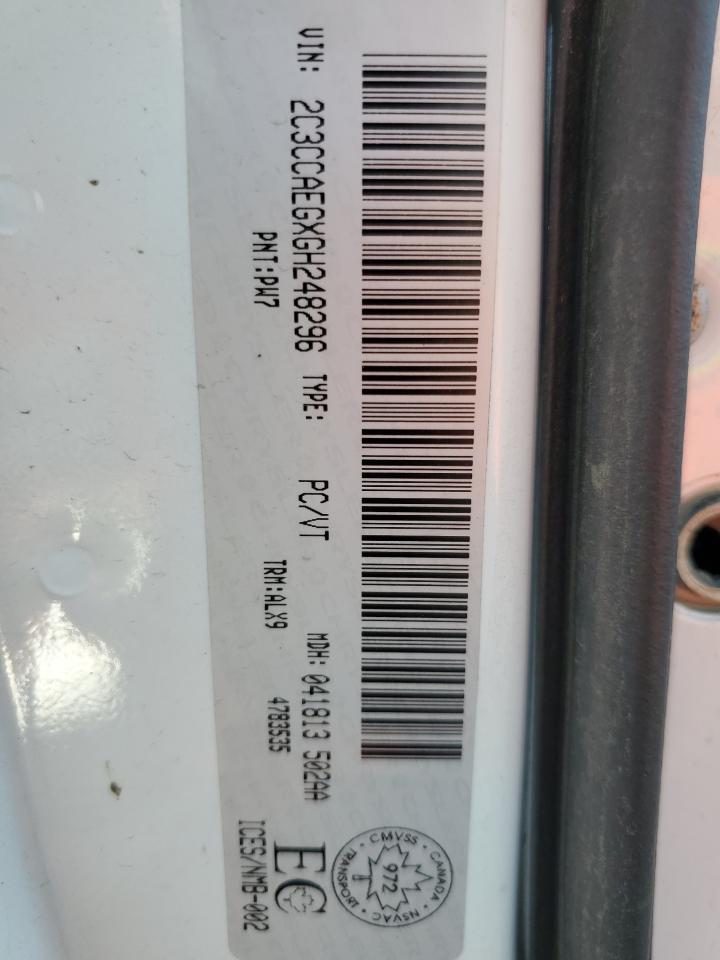 VIN: 2C3CCAEGXGH248296 TYPE: PC/VT MDH: 041813 502AA
PNT:PW7 TRM:ALX9 4783535
EC
ICES/NMB-002
TRANSPORT • CMVSS • CANADA • NSVAC • 180!
972